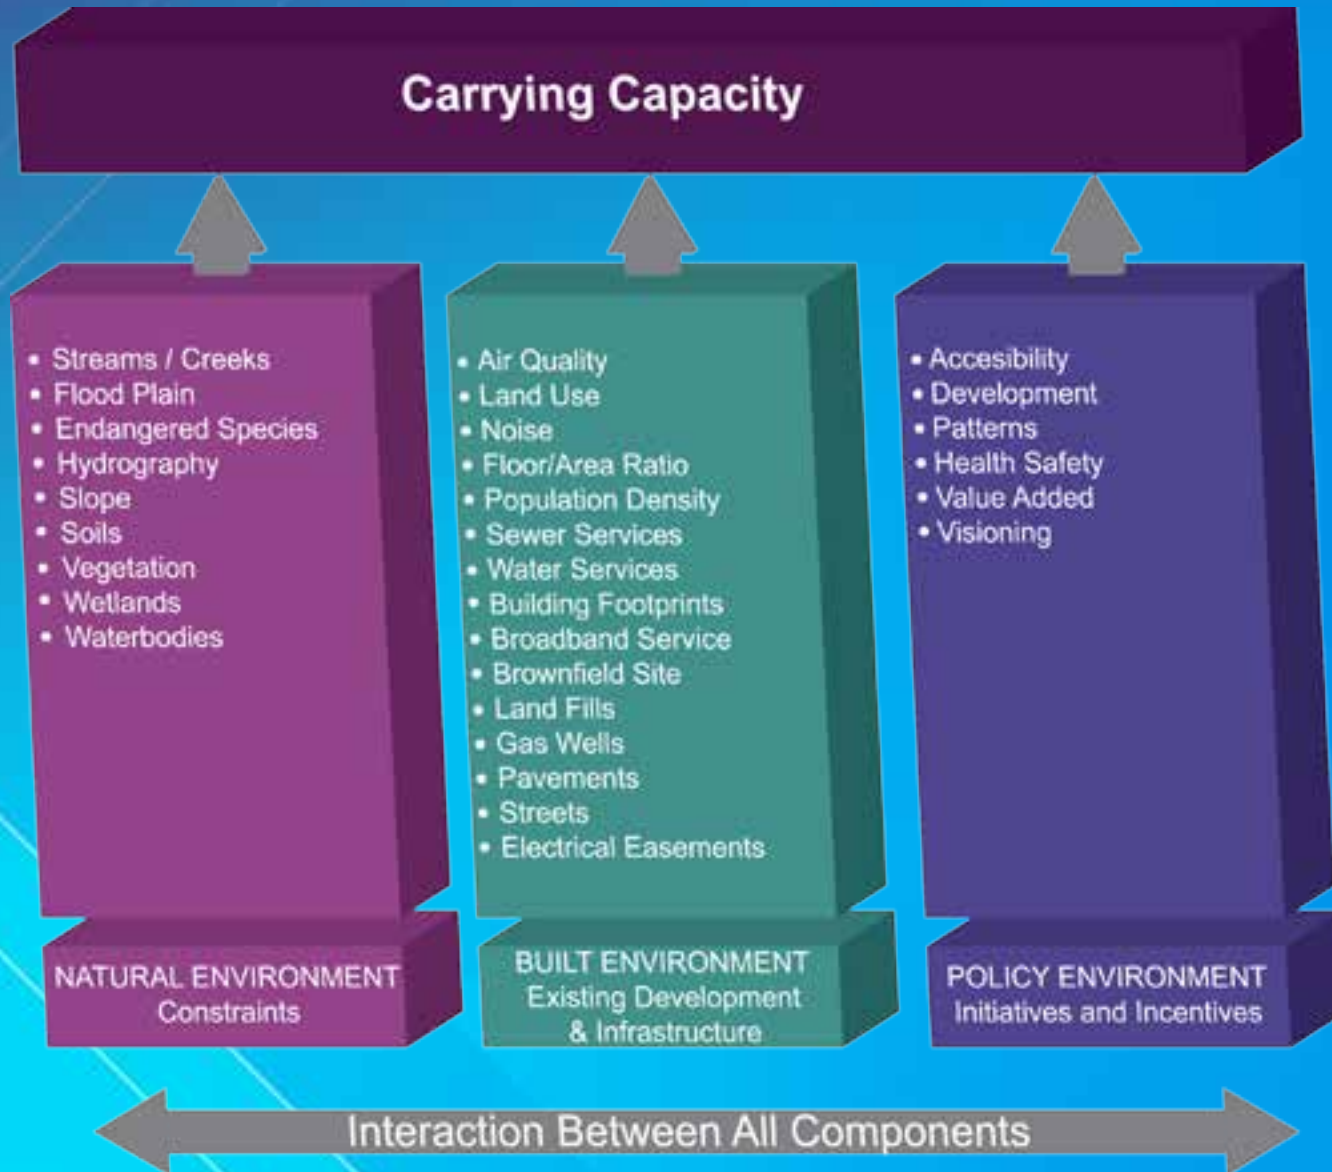 Carrying Capacity
• Streams / Creeks
• Flood Plain
• Endangered Species
• Hydrography
• Slope
• Soils
• Vegetation
• Wetlands
• Waterbodies
NATURAL ENVIRONMENT
Constraints
• Air Quality
• Land Use
• Noise
• Floor/Area Ratio
• Population Density
• Sewer Services
• Water Services
• Building Footprints
• Broadband Service
• Brownfield Site
• Land Fills
• Gas Wells
• Pavements
• Streets
• Electrical Easements
BUILT ENVIRONMENT
Existing Development
& Infrastructure
• Accesibility
• Development
• Patterns
• Health Safety
• Value Added
• Visioning
POLICY ENVIRONMENT
Initiatives and Incentives
Interaction Between All Components